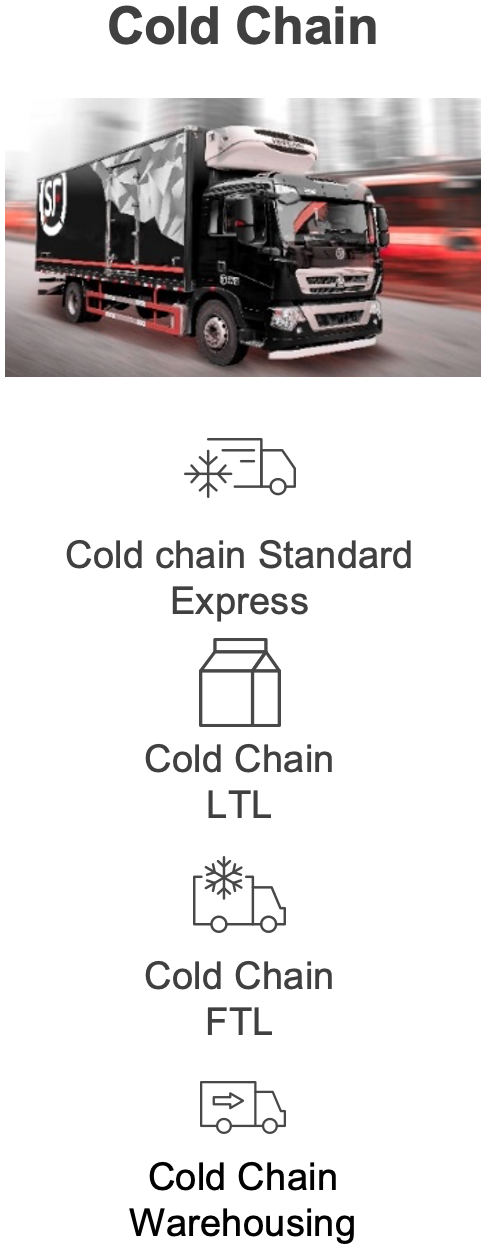 Cold Chain
SF
Cold chain Standard
Express
Cold Chain
LTL
Cold Chain
FTL
Cold Chain
Warehousing